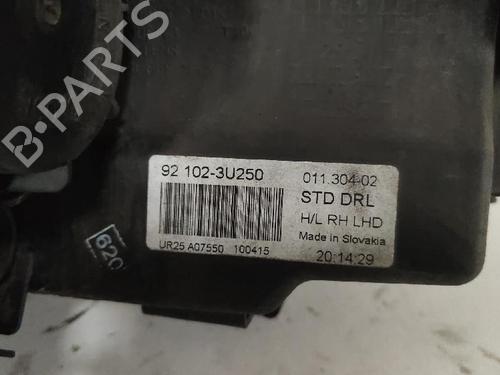 B-PARTS
92 102-3U250
011.304-02
STD DRL
H/L RH LHD
Made in Slovakia
UR25 A07550 100415
20:14:29
620